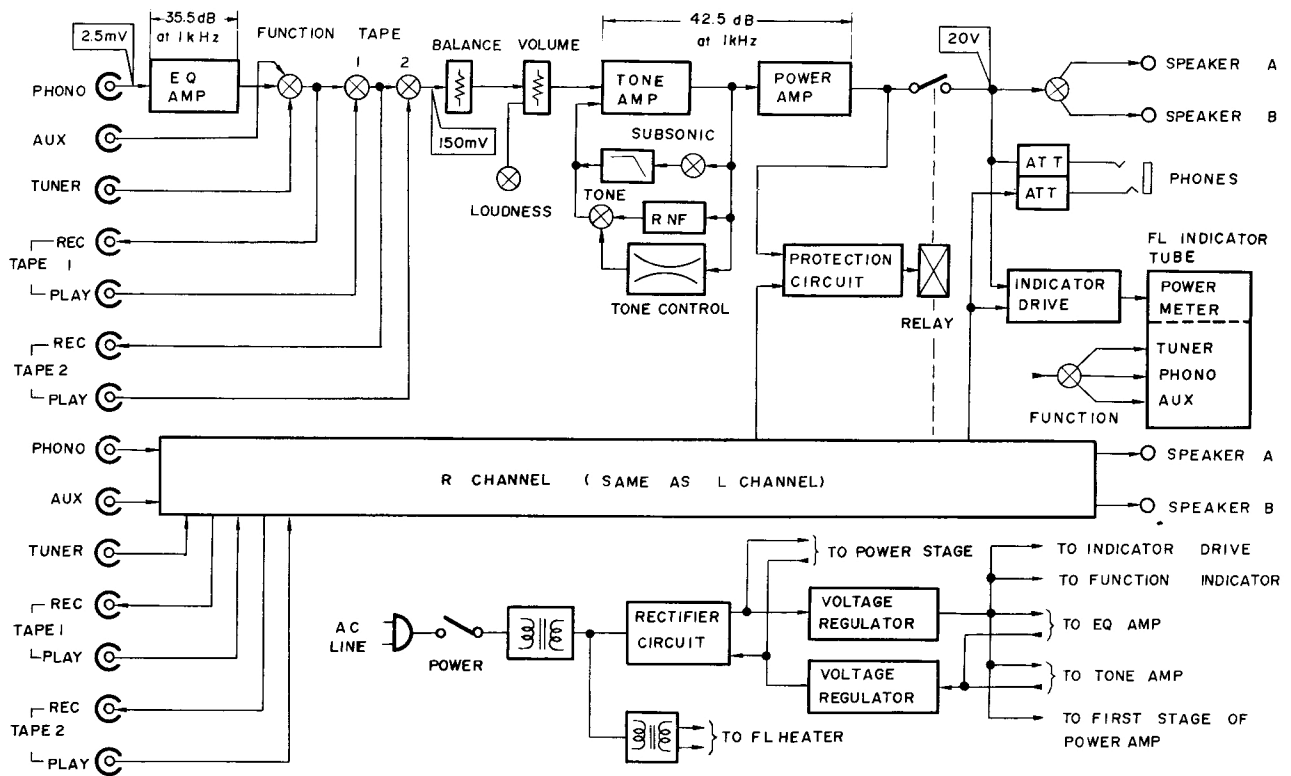 35.5dB
at 1kHz
2.5mV
PHONO
EQ
AMP
FUNCTION
TAPE
1
2
BALANCE
VOLUME
150mV
LOUDNESS
42.5 dB
at 1kHz
TONE
AMP
POWER
AMP
SUBSONIC
TONE
R NF
TONE CONTROL
20V
SPEAKER A
SPEAKER B
ATT
ATT
PHONES
AUX
TUNER
REC
TAPE 1
PLAY
REC
TAPE 2
PLAY
PROTECTION
CIRCUIT
RELAY
INDICATOR
DRIVE
FL INDICATOR
TUBE
POWER
METER
TUNER
PHONO
AUX
FUNCTION
PHONO
AUX
R CHANNEL (SAME AS L CHANNEL)
SPEAKER A
SPEAKER B
TUNER
REC
TAPE 1
PLAY
REC
TAPE 2
PLAY
AC
LINE
POWER
RECTIFIER
CIRCUIT
TO POWER STAGE
VOLTAGE
REGULATOR
VOLTAGE
REGULATOR
TO FL HEATER
TO INDICATOR DRIVE
TO FUNCTION INDICATOR
TO EQ AMP
TO TONE AMP
TO FIRST STAGE OF
POWER AMP